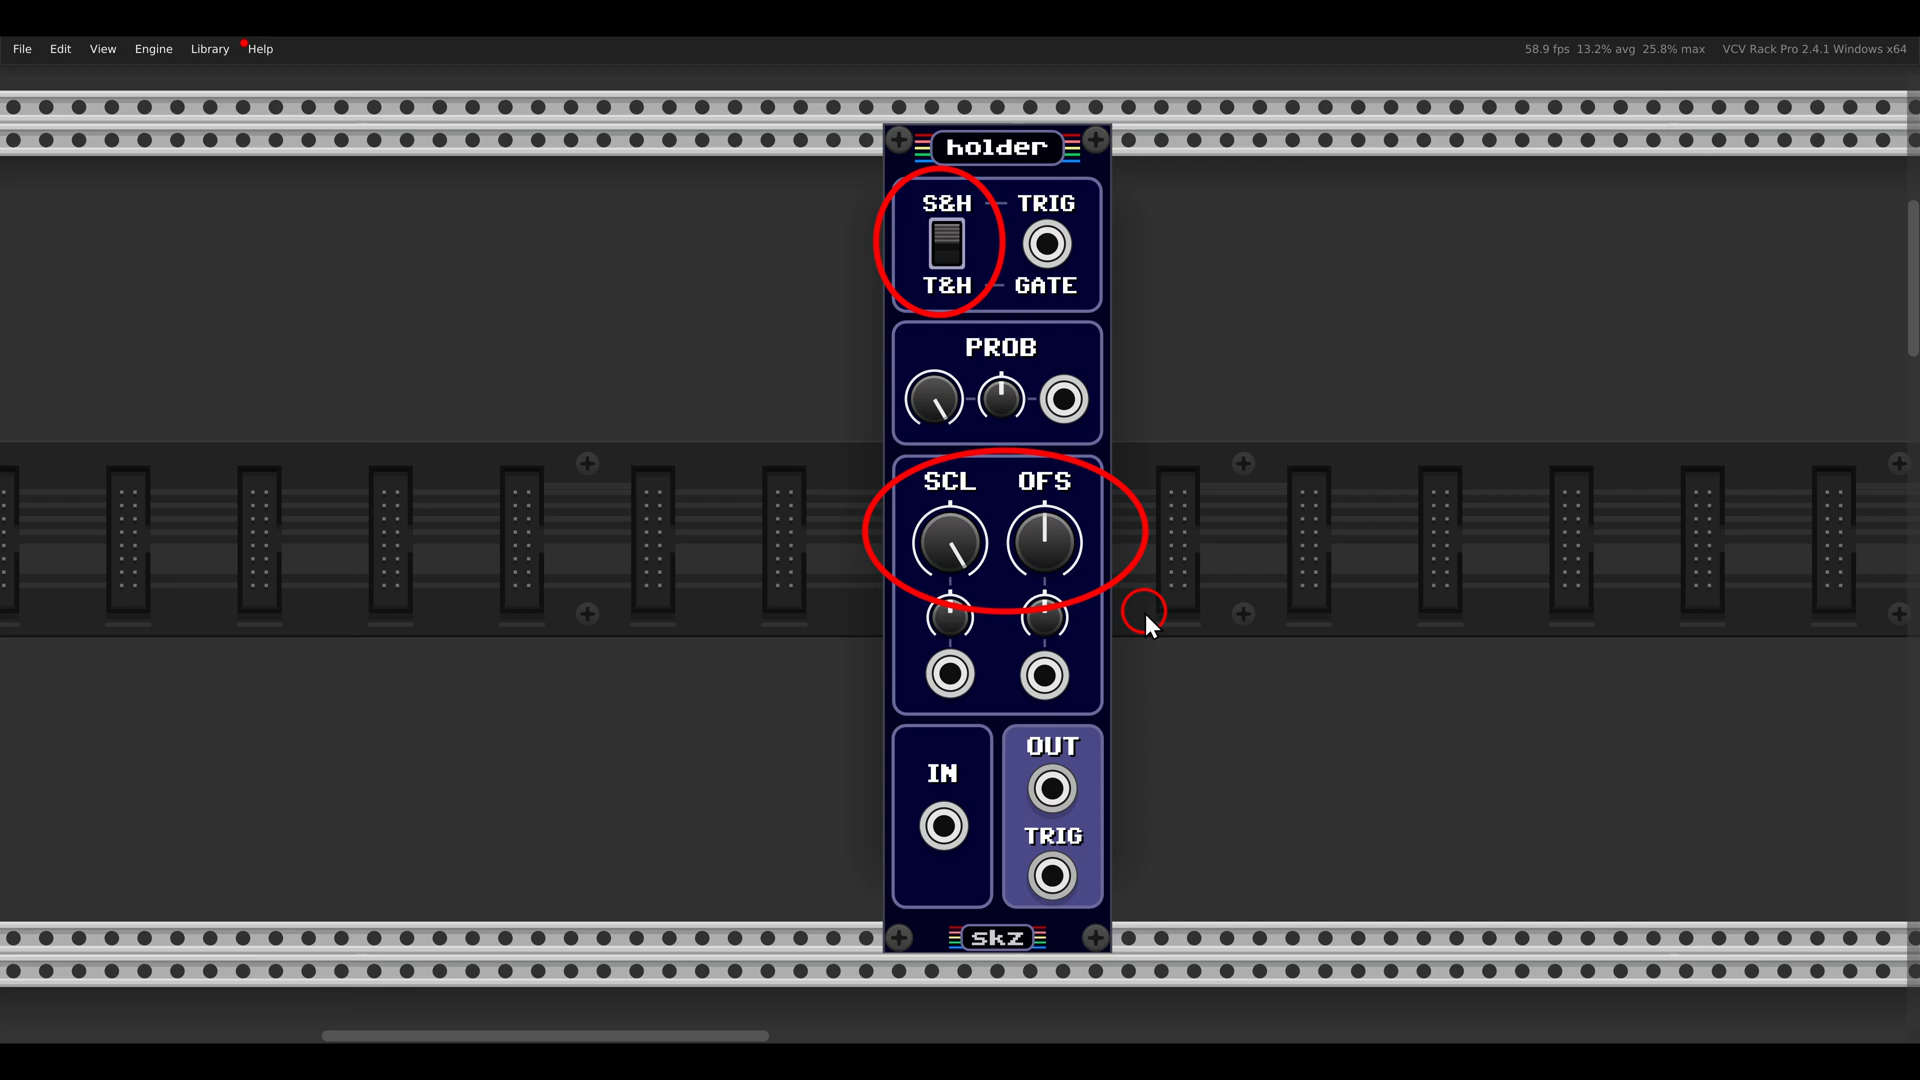 File Edit View Engine Library Help 58.9 fps 13.2% avg 25.8% max VCV Rack Pro 2.4.1 Windows x64
holder
S&H TRIG
T&H GATE
PROB
SCL OFS
IN
OUT
TRIG
skz